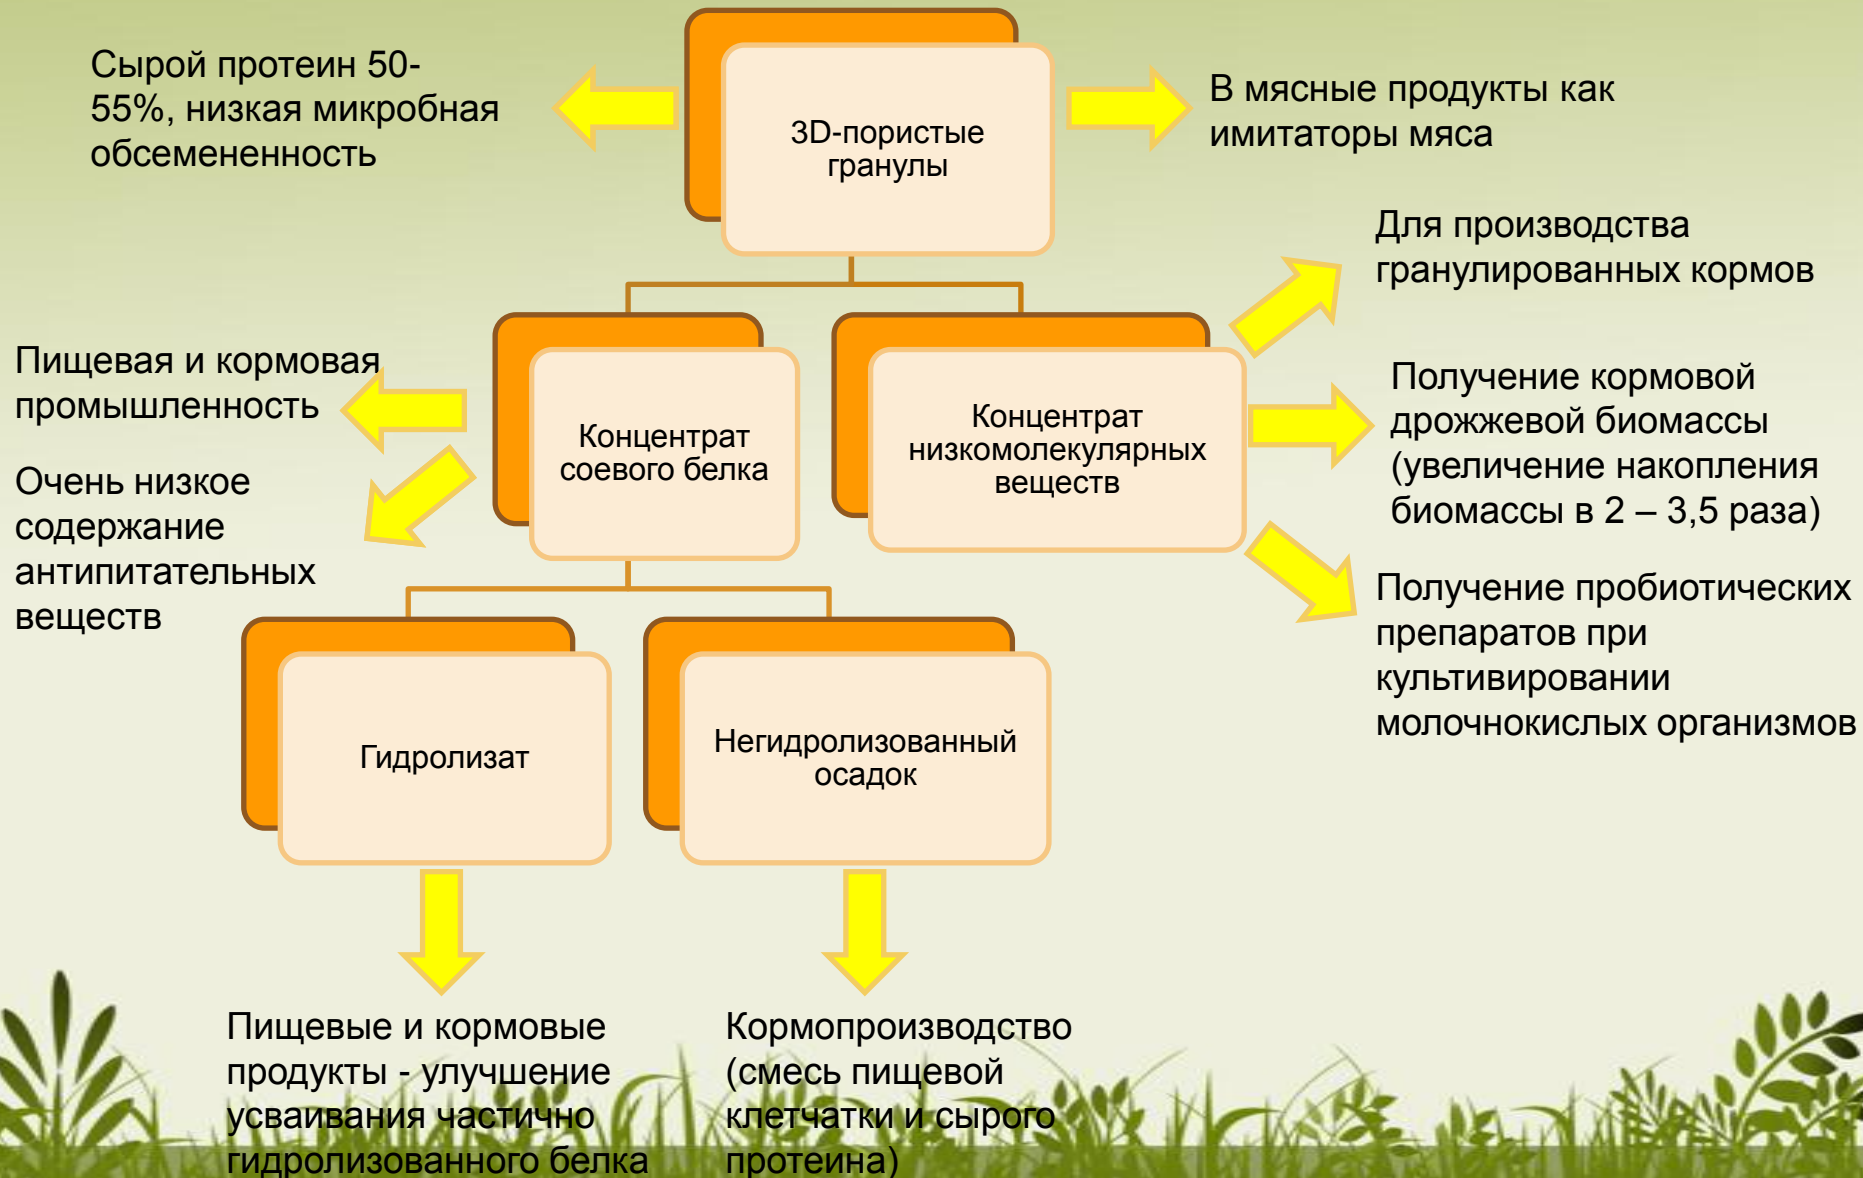 Сырой протеин 50-
55%, низкая микробная
обсемененность
3D-пористые
гранулы
В мясные продукты как
имитаторы мяса
Для производства
гранулированных кормов
Пищевая и кормовая
промышленность
Очень низкое
содержание
антипитательных
веществ
Концентрат
соевого белка
Концентрат
низкомолекулярных
веществ
Получение кормовой
дрожжевой биомассы
(увеличение накопления
биомассы в 2 – 3,5 раза)
Получение пробиотических
препаратов при
культивировании
молочнокислых организмов
Гидролизат
Негидролизованный
осадок
Пищевые и кормовые
продукты - улучшение
усваивания частично
гидролизованного белка
Кормопроизводство
(смесь пищевой
клетчатки и сырого
протеина)